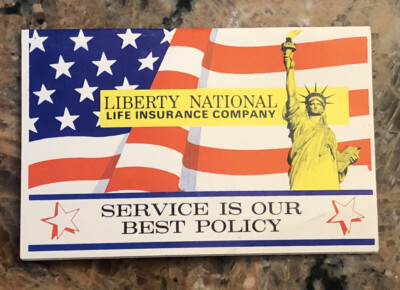 LIBERTY NATIONAL
LIFE INSURANCE COMPANY
SERVICE IS OUR
BEST POLICY